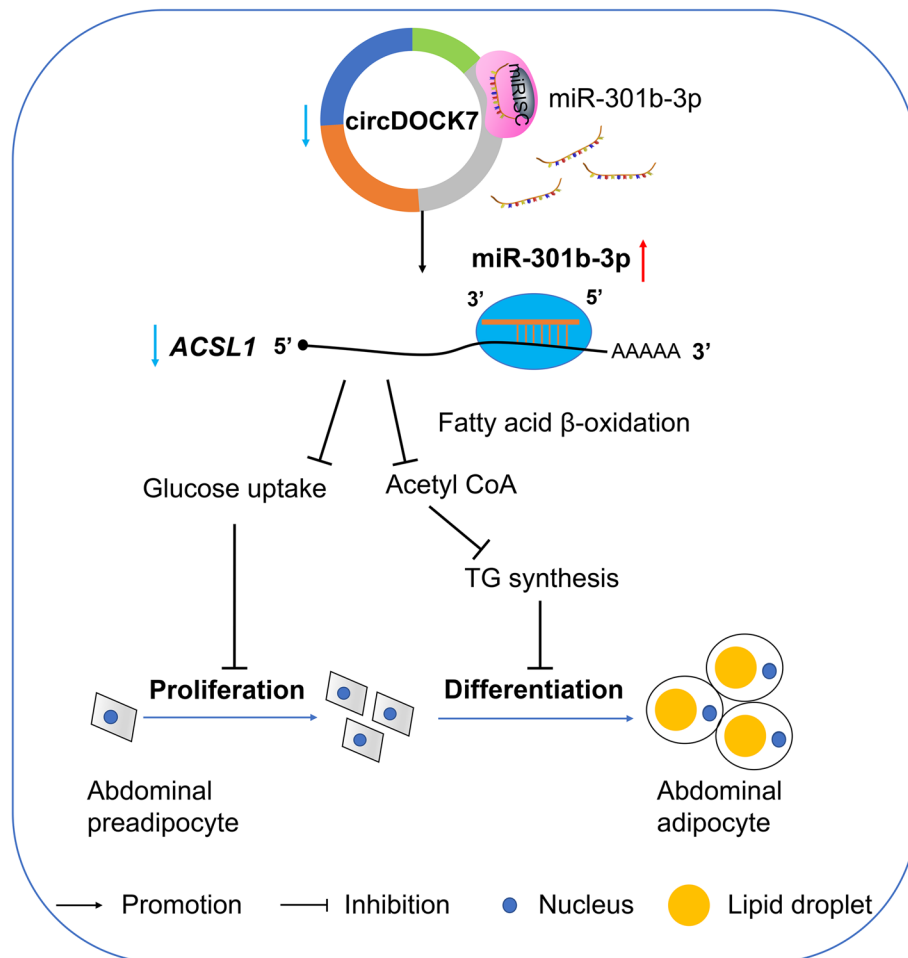 miRISC
circDOCK7
miR-301b-3p
miR-301b-3p
3’ 5’
ACSL1 5’ AAAAA 3’
Fatty acid β-oxidation
Glucose uptake
Acetyl CoA
TG synthesis
Proliferation
Differentiation
Abdominal
preadipocyte
Abdominal
adipocyte
Promotion
Inhibition
Nucleus
Lipid droplet